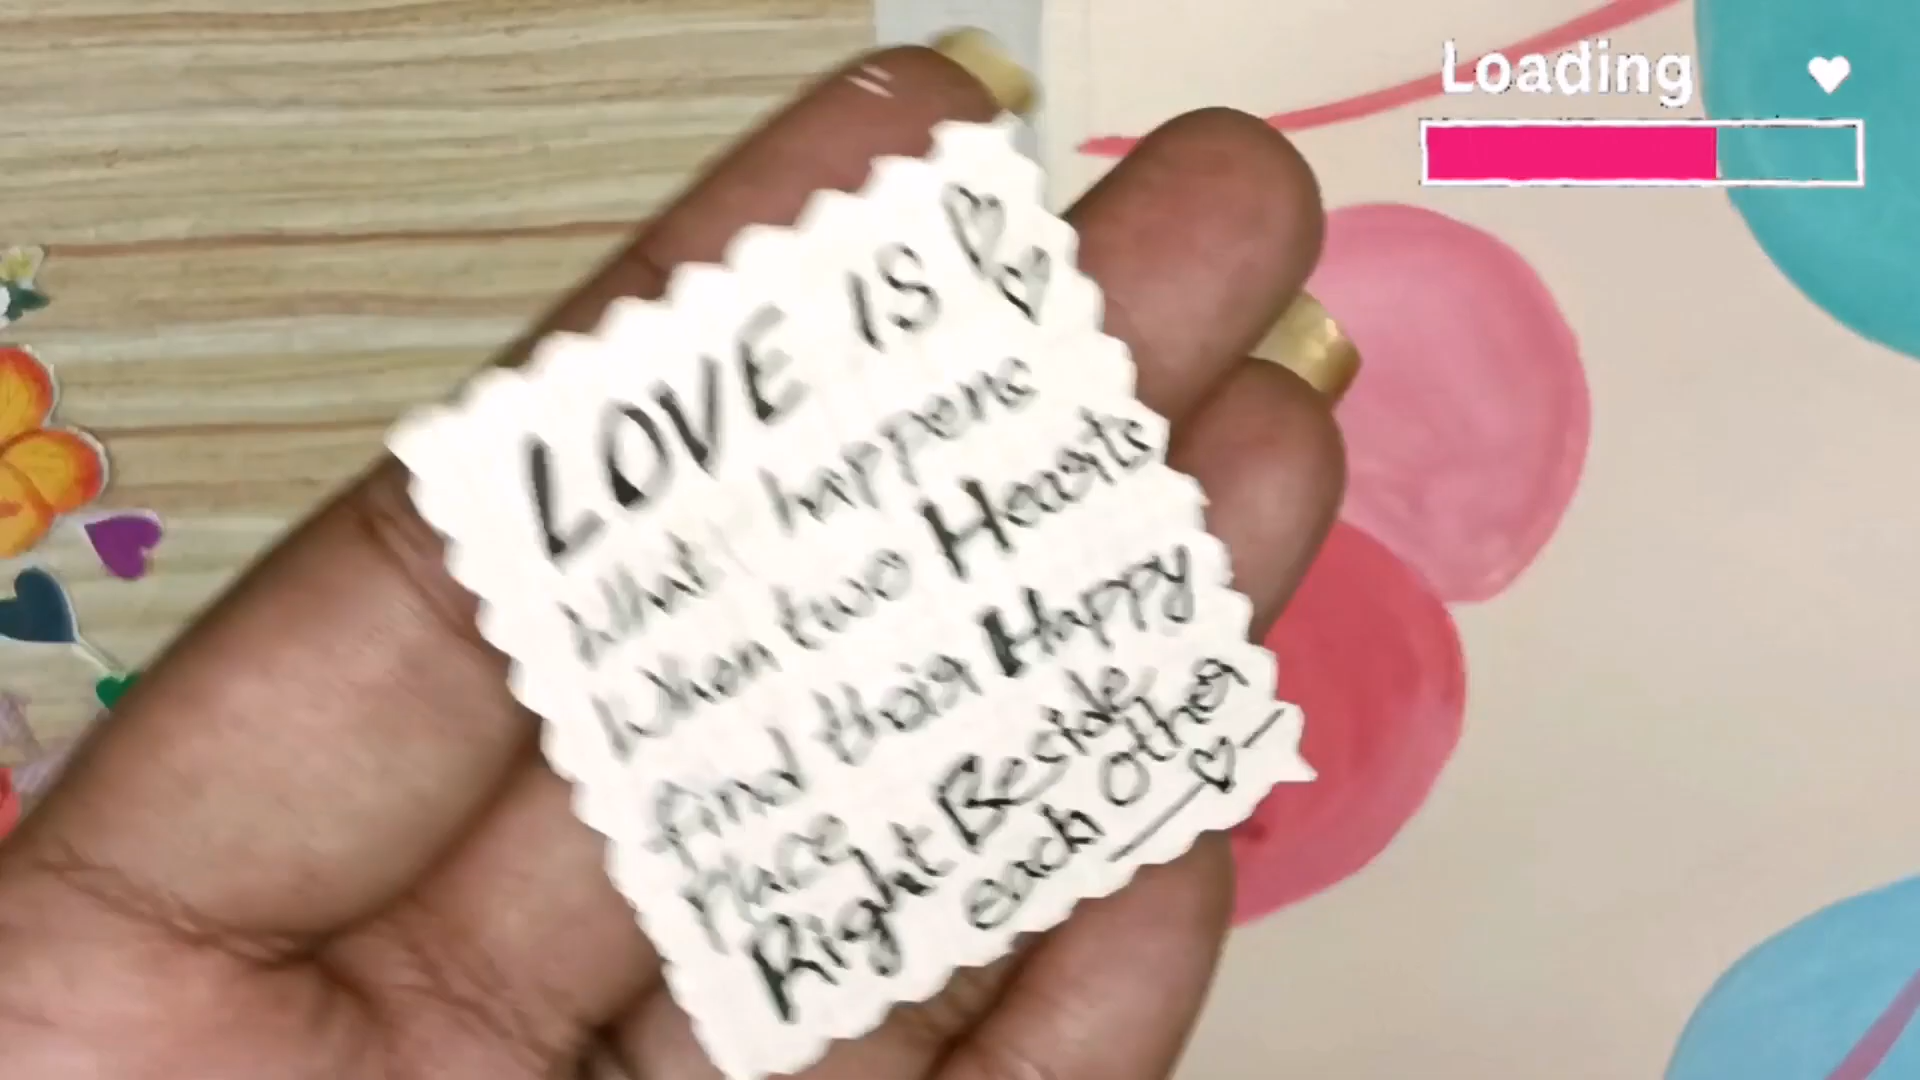 LOVE IS
What happens
When two Hearts
find their Happy
Place
Right Beside
each Other
Loading